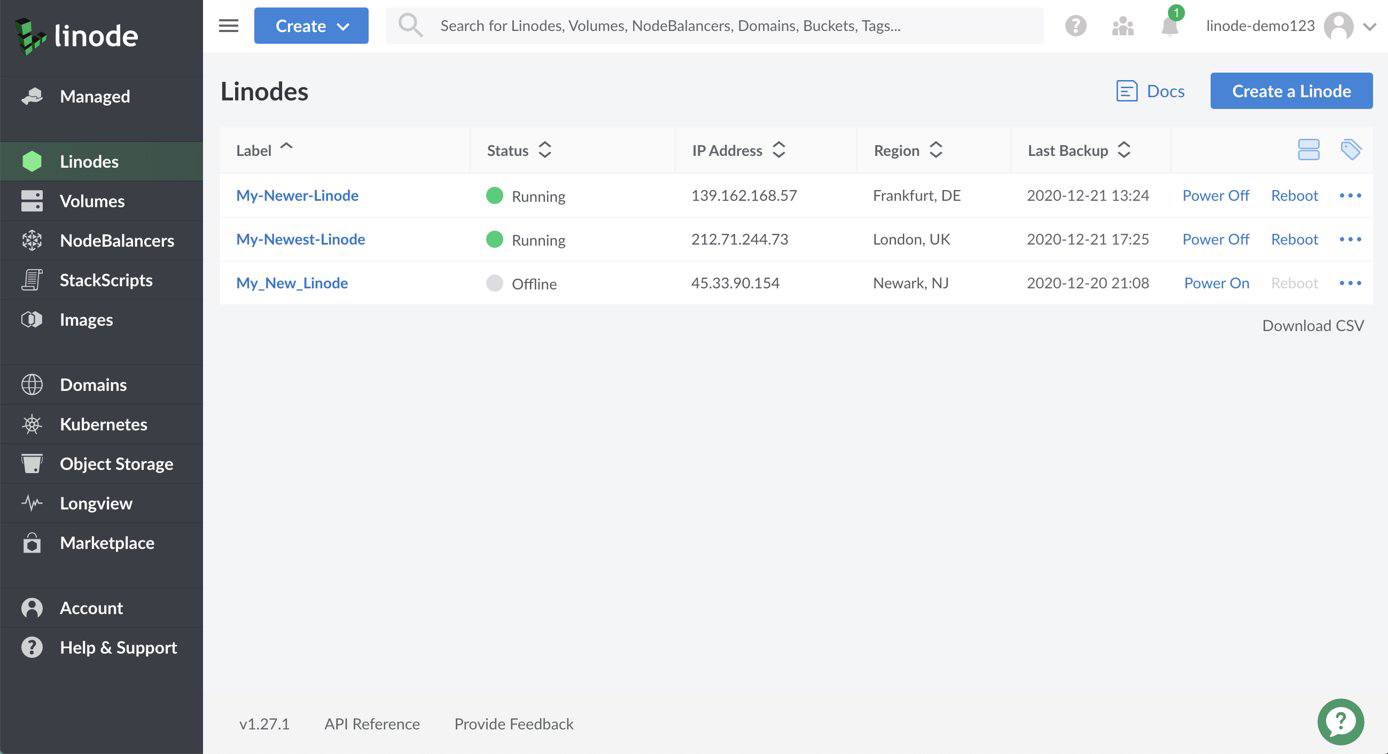 linode
Create
Search for Linodes, Volumes, NodeBalancers, Domains, Buckets, Tags...
1
linode-demo123
Managed
Linodes
Volumes
NodeBalancers
StackScripts
Images
Domains
Kubernetes
Object Storage
Longview
Marketplace
Account
Help & Support
Linodes
Docs
Create a Linode
Label Status IP Address Region Last Backup
My-Newer-Linode Running 139.162.168.57 Frankfurt, DE 2020-12-21 13:24 Power Off Reboot
My-Newest-Linode Running 212.71.244.73 London, UK 2020-12-21 17:25 Power Off Reboot
My_New_Linode Offline 45.33.90.154 Newark, NJ 2020-12-20 21:08 Power On Reboot
Download CSV
v1.27.1 API Reference Provide Feedback